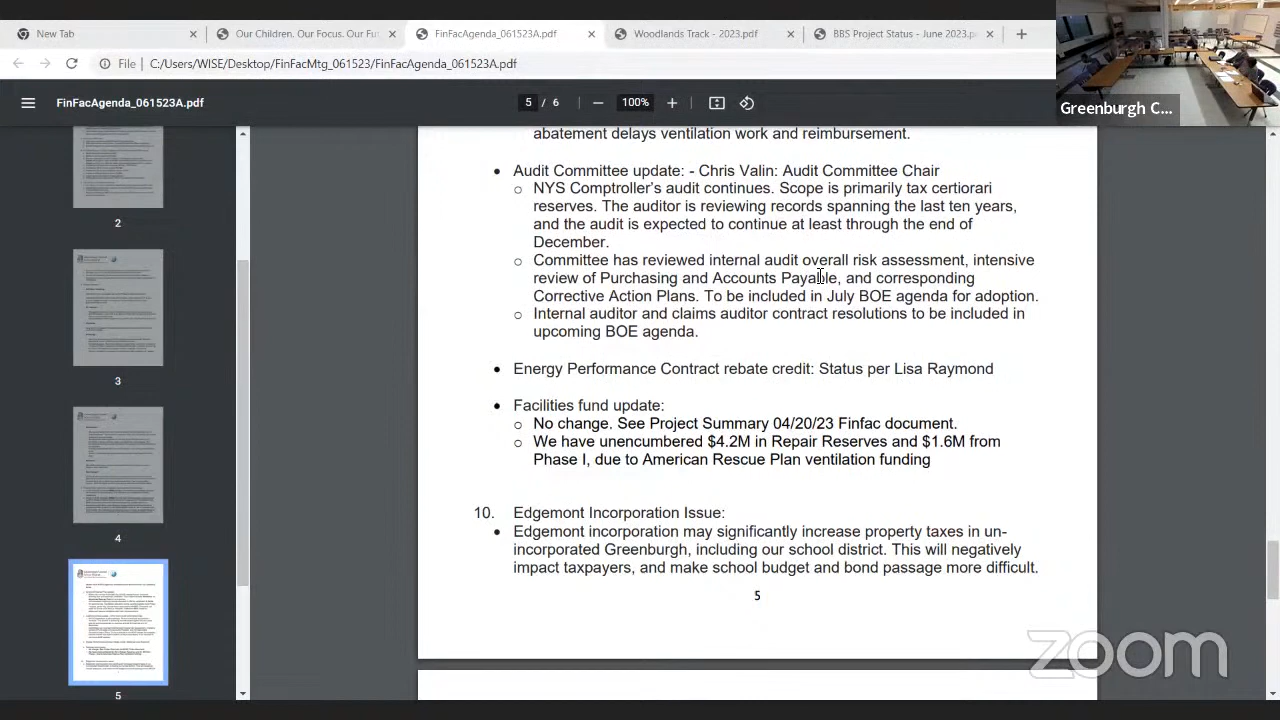 New Tab
Our Children. Our Focus. Our Fu
FinFacAgenda_061523A.pdf
Woodlands Track - 2023.pdf
BBS Project Status - June 2023.p
File
C:/Users/WISE/Desktop/FinFacMtg_061523/FinFacAgenda_061523A.pdf
FinFacAgenda_061523A.pdf
5 / 6
100%
Greenburgh C...
2
3
4
5
abatement delays ventilation work and reimbursement.
• Audit Committee update: - Chris Valin: Audit Committee Chair
o NYS Comptroller's audit continues. Scope is primarily tax certiorari
reserves. The auditor is reviewing records spanning the last ten years,
and the audit is expected to continue at least through the end of
December.
o Committee has reviewed internal audit overall risk assessment, intensive
review of Purchasing and Accounts Payable, and corresponding
Corrective Action Plans. To be included in July BOE agenda for adoption.
o Internal auditor and claims auditor contract resolutions to be included in
upcoming BOE agenda.
• Energy Performance Contract rebate credit: Status per Lisa Raymond
• Facilities fund update:
o No change. See Project Summary 04/20/23 Finfac document.
o We have unencumbered $4.2M in Repair Reserves and $1.6M from
Phase I, due to American Rescue Plan ventilation funding
10. Edgemont Incorporation Issue:
• Edgemont incorporation may significantly increase property taxes in un-
incorporated Greenburgh, including our school district. This will negatively
impact taxpayers, and make school budget and bond passage more difficult.
5
zoom